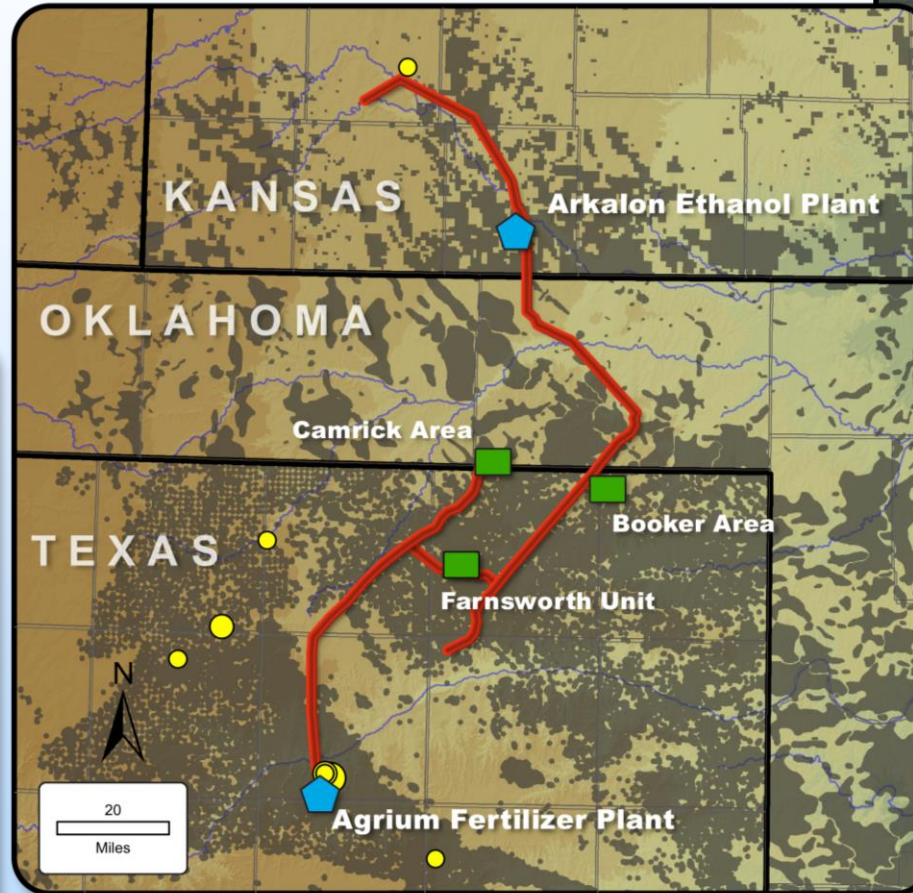 KANSAS
Arkalon Ethanol Plant
OKLAHOMA
Camrick Area
Booker Area
TEXAS
Farnsworth Unit
N
20
Miles
Agrium Fertilizer Plant